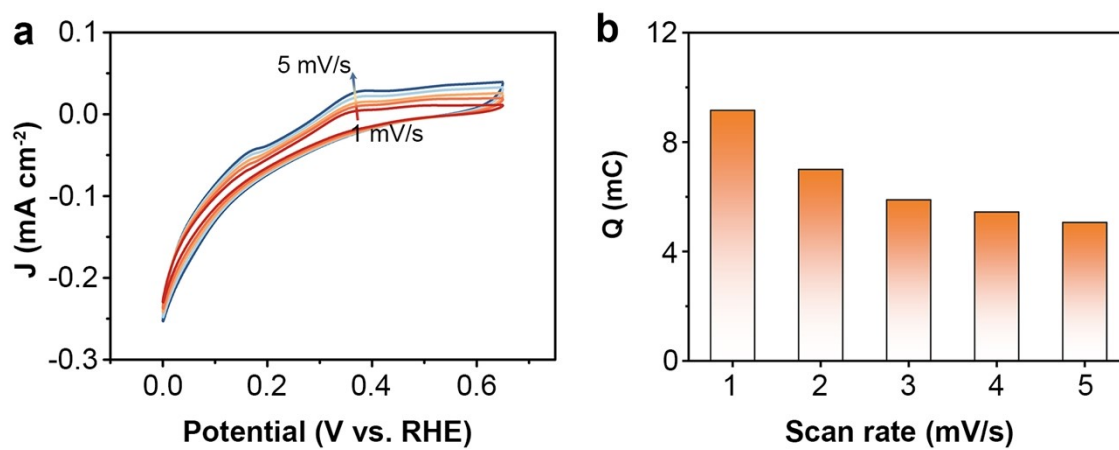 a
0.1
0.0
-0.1
-0.2
-0.3
J (mA cm-2)
5 mV/s
1 mV/s
0.0 0.2 0.4 0.6
Potential (V vs. RHE)
b
12
8
4
0
Q (mC)
1 2 3 4 5
Scan rate (mV/s)